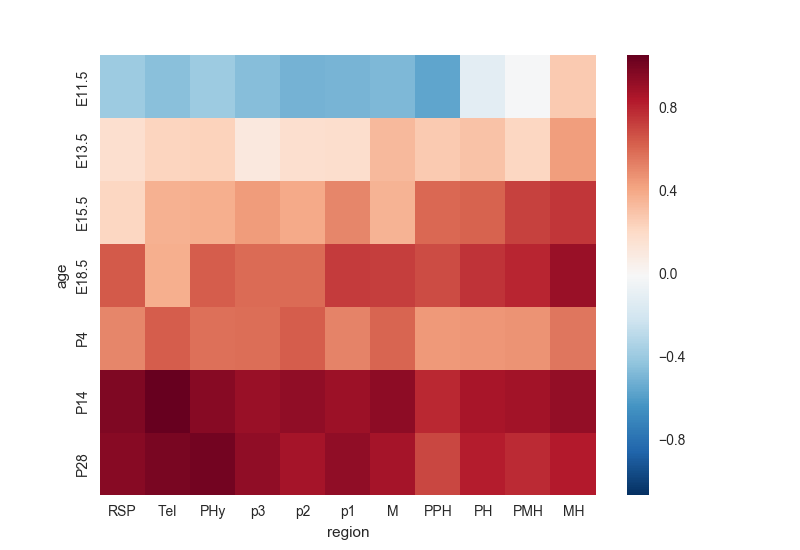 age
E11.5
E13.5
E15.5
E18.5
P4
P14
P28
RSP Tel PHy p3 p2 p1 M PPH PH PMH MH
region
0.8
0.4
0.0
−0.4
−0.8